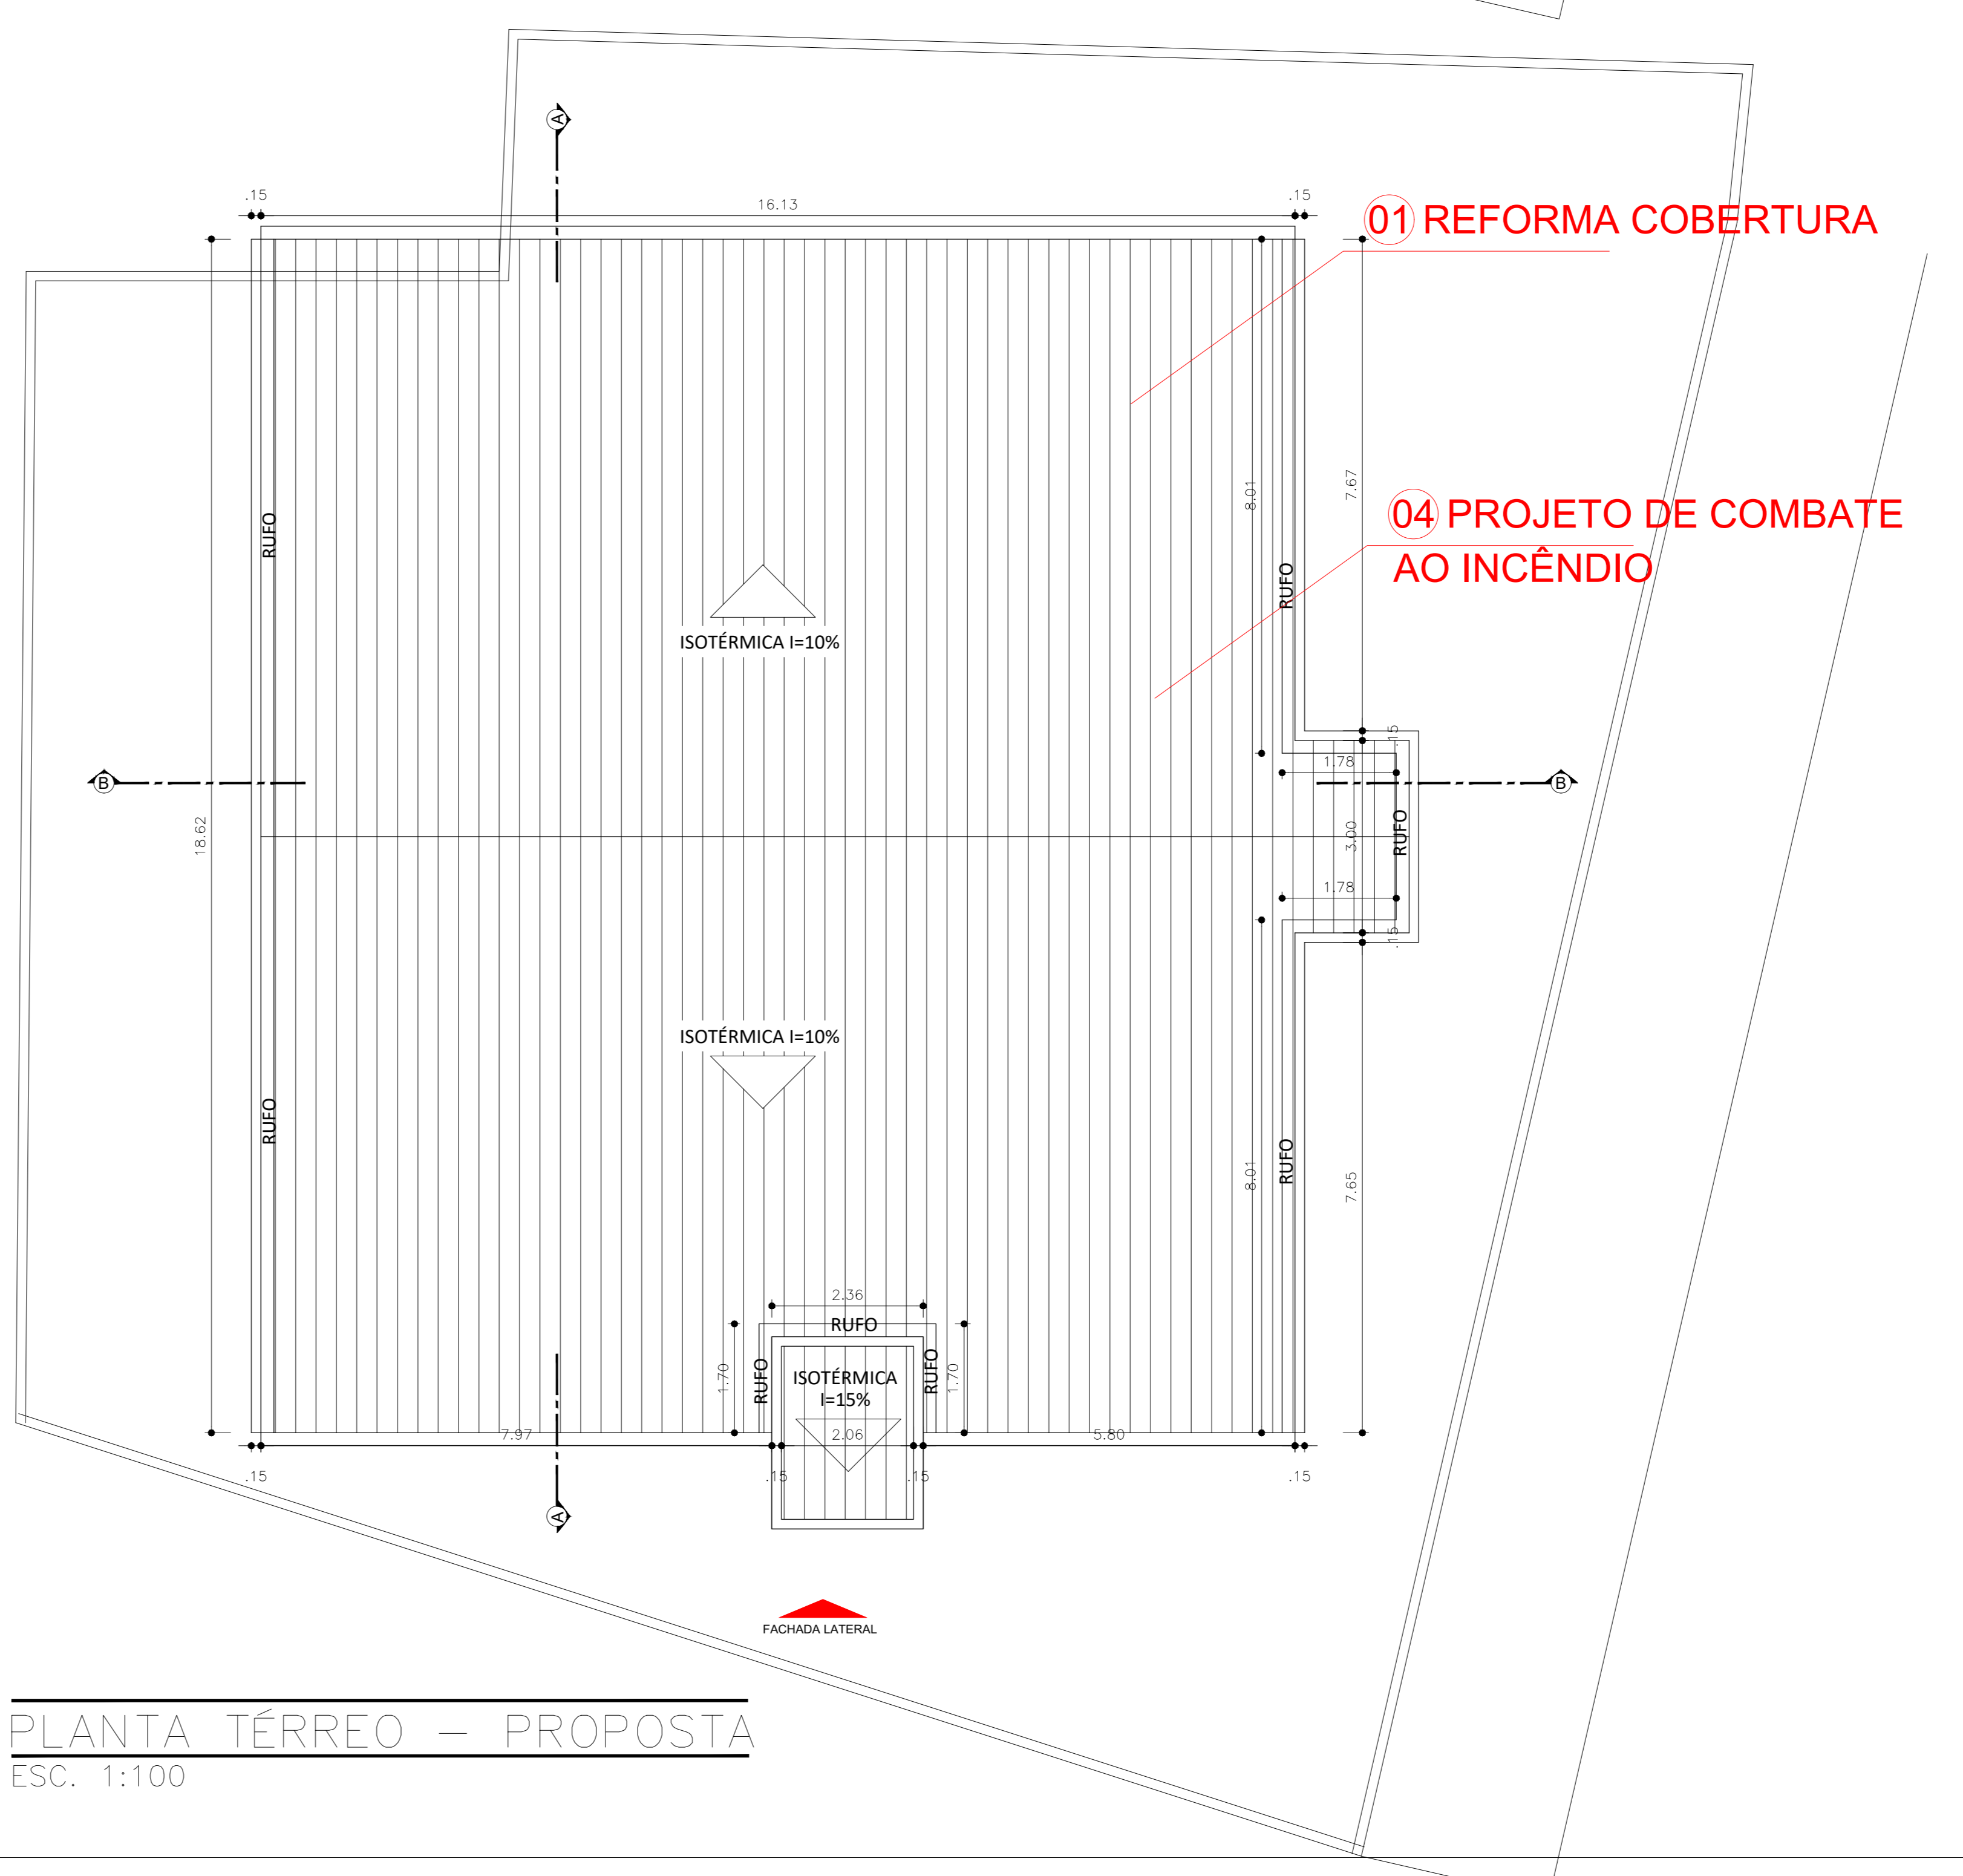 A
.15
16.13
.15
01 REFORMA COBERTURA
RUFO
8.01
7.67
04 PROJETO DE COMBATE
AO INCÊNDIO
RUFO
ISOTÉRMICA I=10%
.15
1.78
B
B
18.62
3.00
RUFO
1.78
.15
ISOTÉRMICA I=10%
RUFO
RUFO
8.01
7.65
2.36
RUFO
1.70
RUFO
ISOTÉRMICA
I=15%
RUFO
1.70
7.97
2.06
5.80
.15
.15
.15
.15
A
FACHADA LATERAL
PLANTA TÉRREO – PROPOSTA
ESC. 1:100